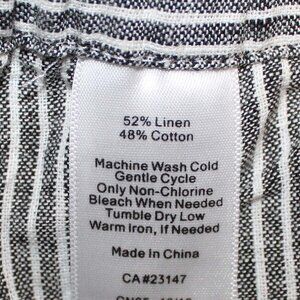 52% Linen
48% Cotton
Machine Wash Cold
Gentle Cycle
Only Non-Chlorine
Bleach When Needed
Tumble Dry Low
Warm Iron, If Needed
Made in China
CA#23147